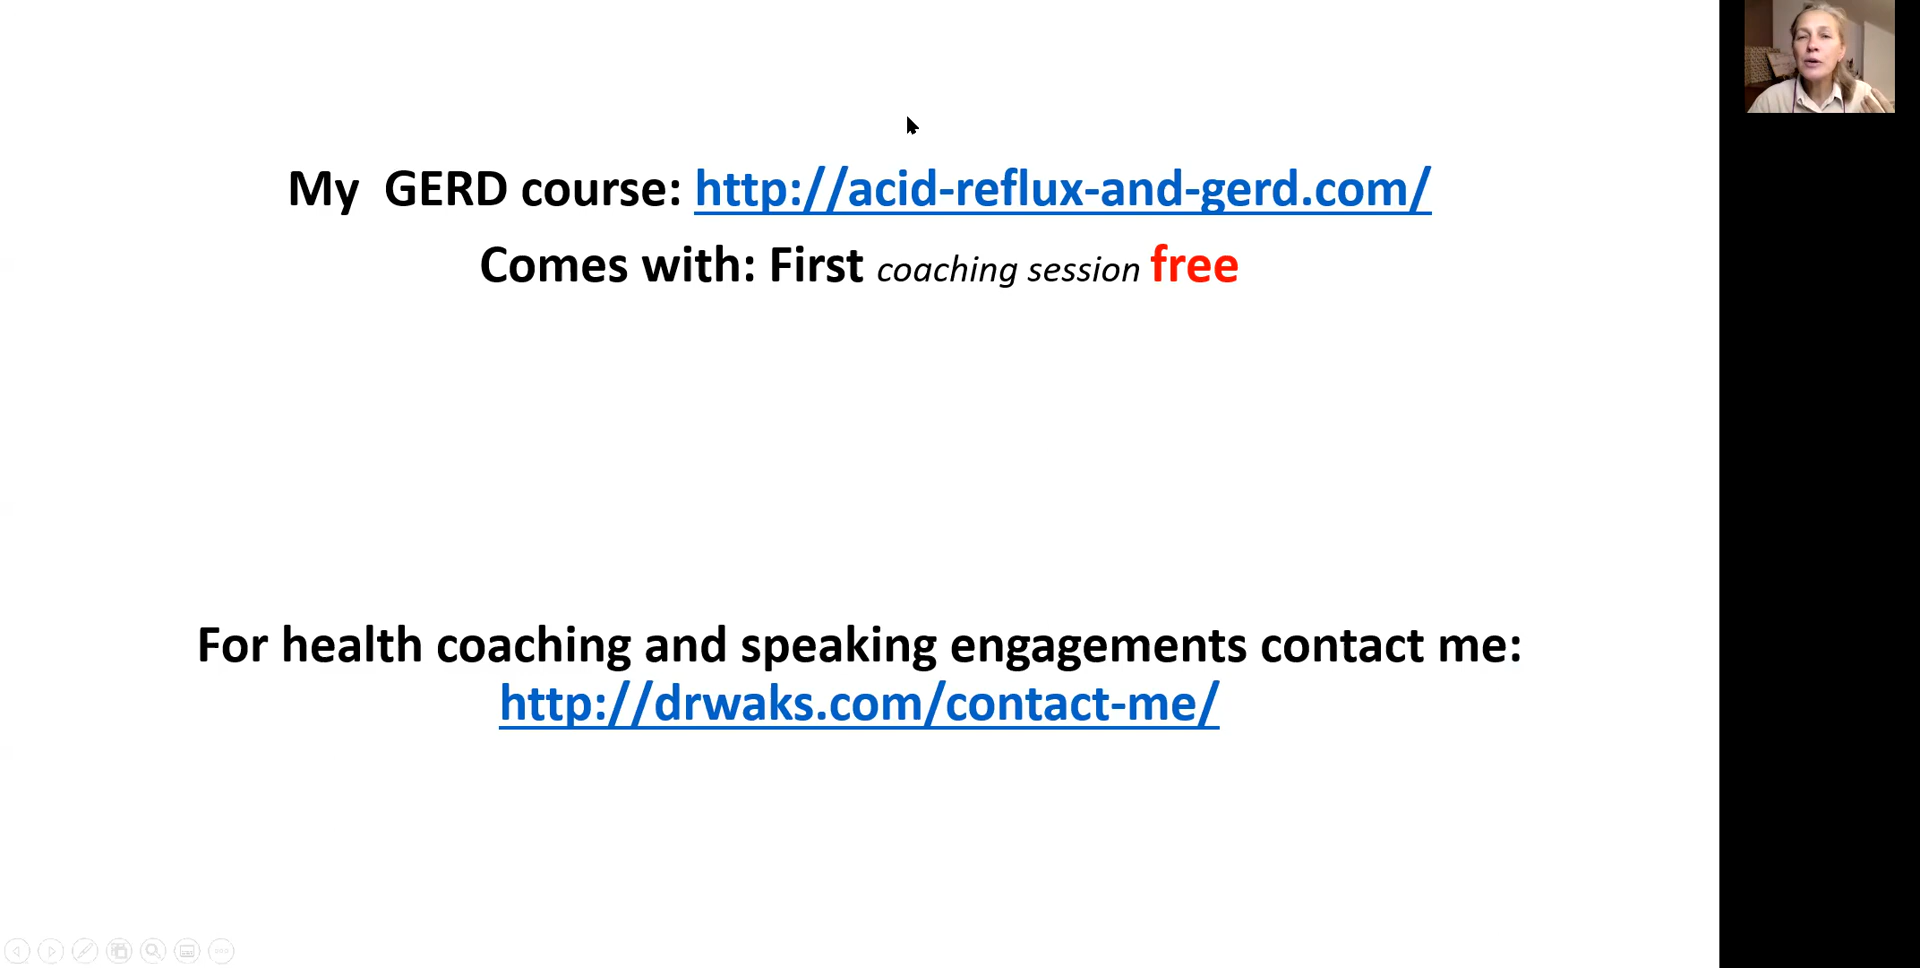 My  GERD course: http://acid-reflux-and-gerd.com/
Comes with: First coaching session free
For health coaching and speaking engagements contact me:
http://drwaks.com/contact-me/